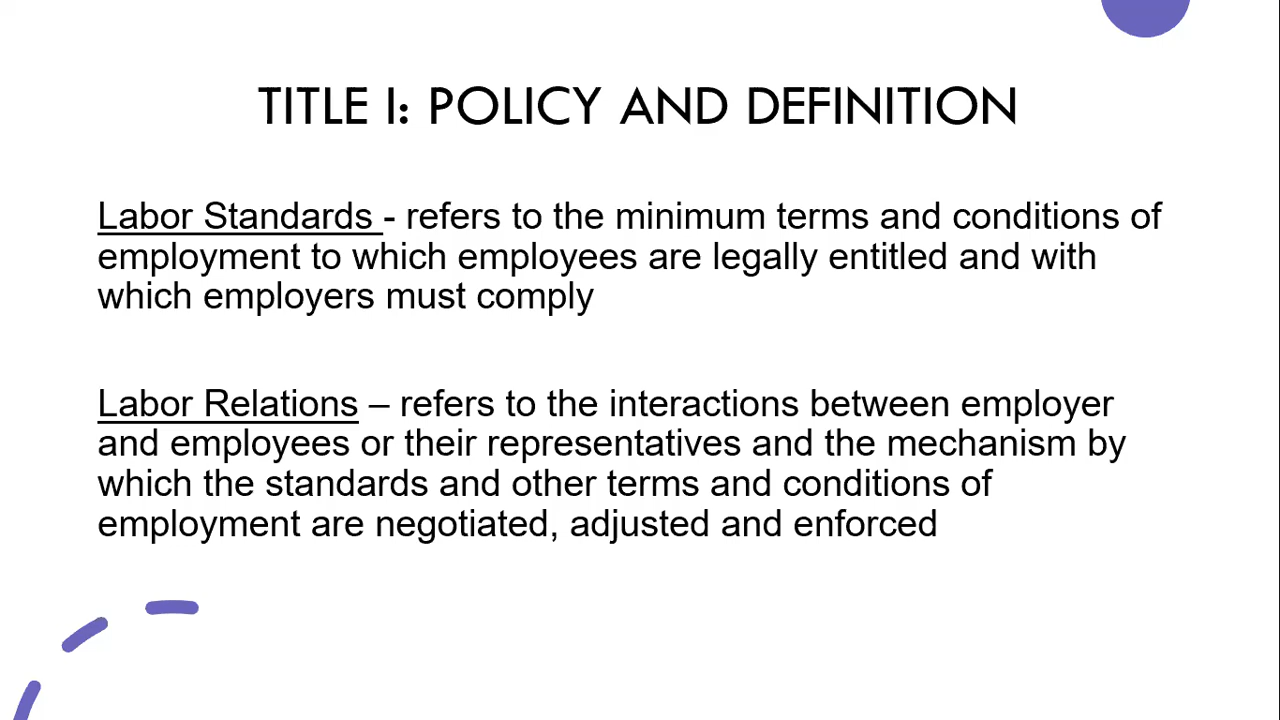 TITLE I: POLICY AND DEFINITION
Labor Standards - refers to the minimum terms and conditions of
employment to which employees are legally entitled and with
which employers must comply
Labor Relations – refers to the interactions between employer
and employees or their representatives and the mechanism by
which the standards and other terms and conditions of
employment are negotiated, adjusted and enforced